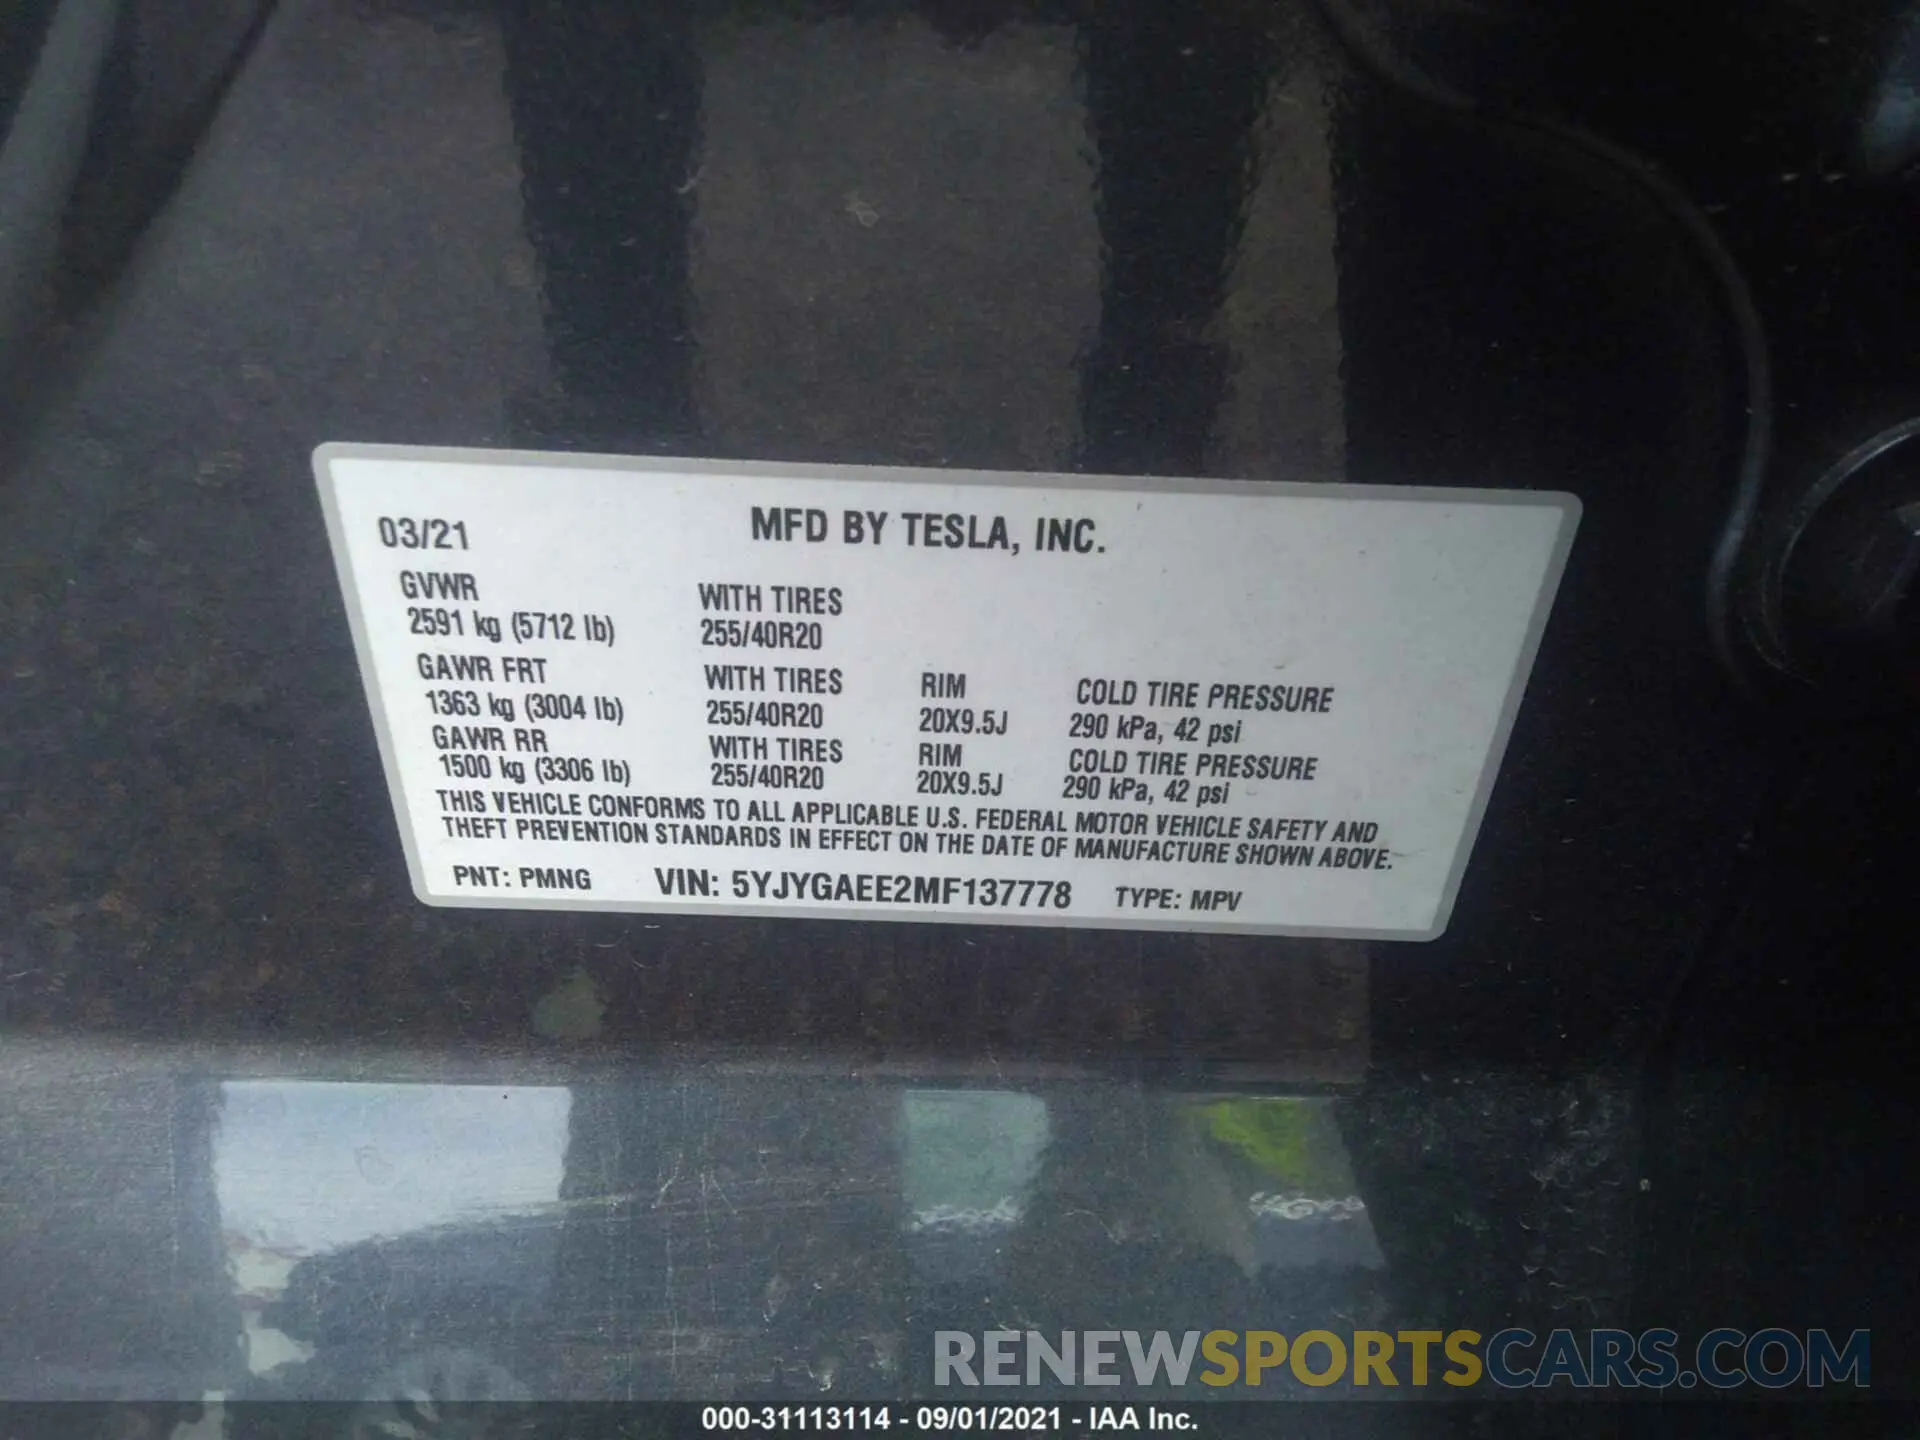 03/21 MFD BY TESLA, INC.
GVWR WITH TIRES
2591 kg (5712 lb) 255/40R20
GAWR FRT WITH TIRES RIM COLD TIRE PRESSURE
1363 kg (3004 lb) 255/40R20 20X9.5J 290 kPa, 42 psi
GAWR RR WITH TIRES RIM COLD TIRE PRESSURE
1500 kg (3306 lb) 255/40R20 20X9.5J 290 kPa, 42 psi
THIS VEHICLE CONFORMS TO ALL APPLICABLE U.S. FEDERAL MOTOR VEHICLE SAFETY AND
THEFT PREVENTION STANDARDS IN EFFECT ON THE DATE OF MANUFACTURE SHOWN ABOVE.
PNT: PMNG VIN: 5YJYGAEE2MF137778 TYPE: MPV
RENEWSPORTSCARS.COM
000-31113114 - 09/01/2021 - IAA Inc.